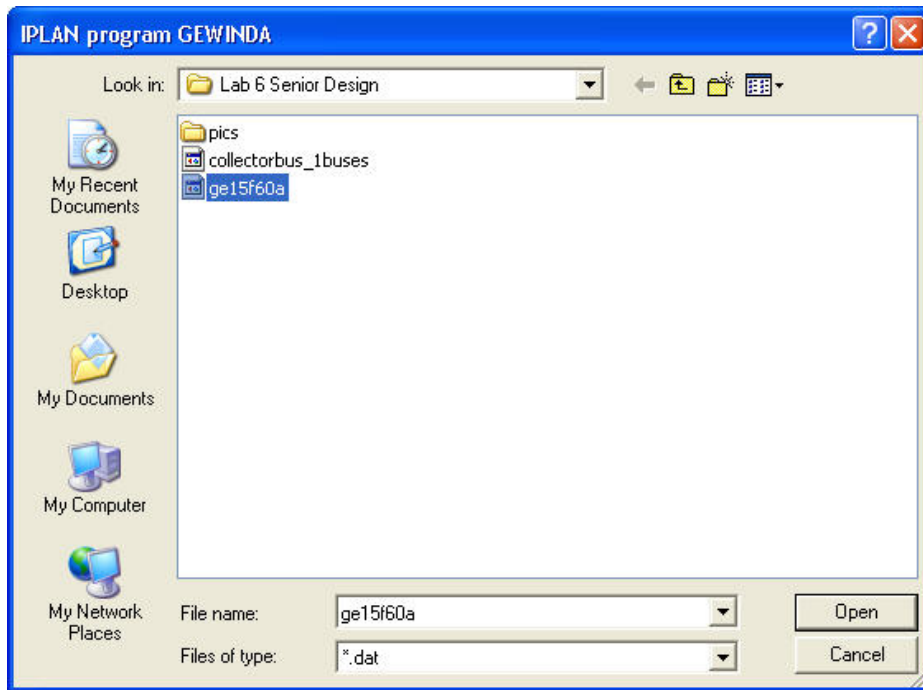 IPLAN program GEWINDA
Look in:
Lab 6 Senior Design
pics
collectorbus_1buses
ge15f60a
My Recent
Documents
Desktop
My Documents
My Computer
My Network
Places
File name:
ge15f60a
Open
Files of type:
*.dat
Cancel